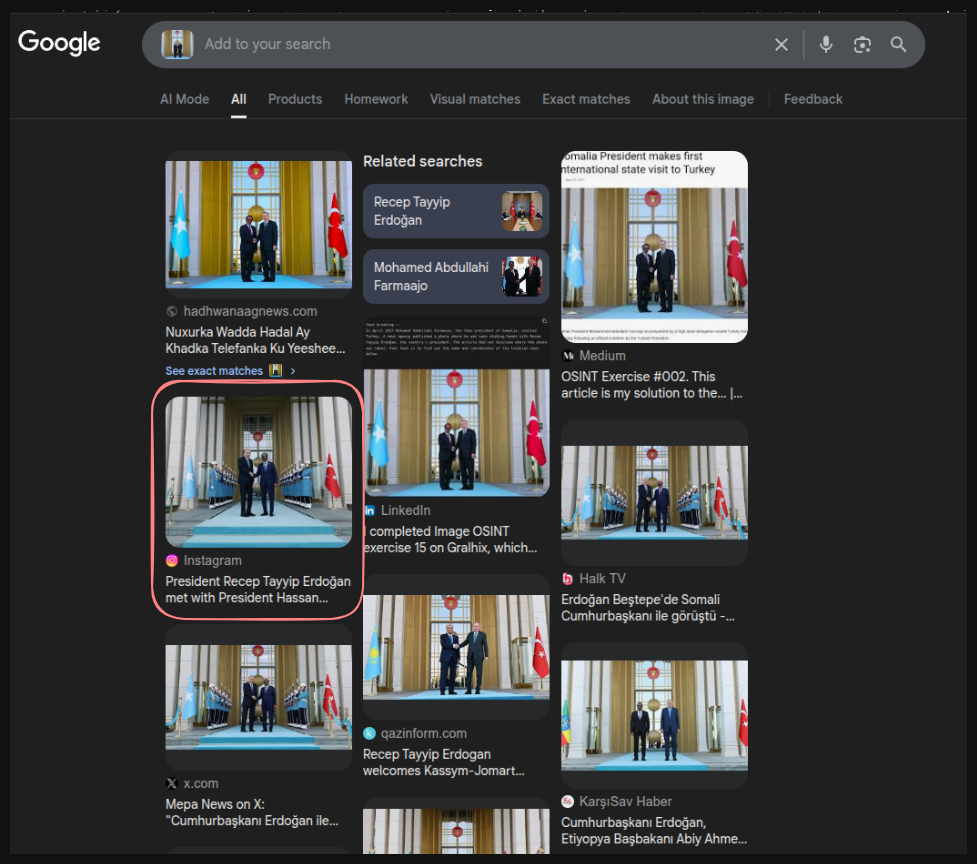 Google
Add to your search
AI Mode
All
Products
Homework
Visual matches
Exact matches
About this image
Feedback
hadhwanaagnews.com
Nuxurka Wadda Hadal Ay
Khadka Telefanka Ku Yeeshee...
See exact matches
Instagram
President Recep Tayyip Erdoğan
met with President Hassan...
x.com
Mepa News on X:
"Cumhurbaşkanı Erdoğan ile...
Related searches
Recep Tayyip
Erdoğan
Mohamed Abdullahi
Farmaajo
LinkedIn
I completed Image OSINT
exercise 15 on Gralhix, which...
qazinform.com
Recep Tayyip Erdogan
welcomes Kassym-Jomart...
omalia President makes first
nternational state visit to Turkey
Medium
OSINT Exercise #002. This
article is my solution to the... |...
Halk TV
Erdoğan Beştepe'de Somali
Cumhurbaşkanı ile görüştü -...
KarşıSav Haber
Cumhurbaşkanı Erdoğan,
Etiyopya Başbakanı Abiy Ahme...